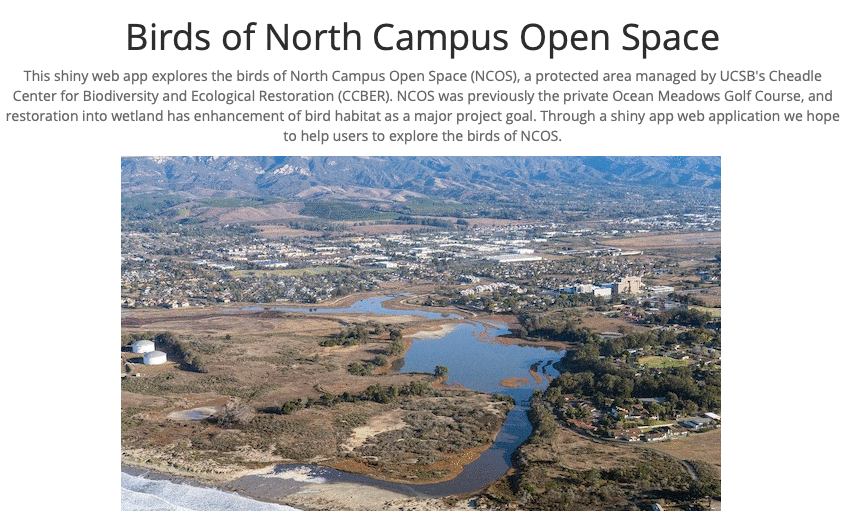 Birds of North Campus Open Space
This shiny web app explores the birds of North Campus Open Space (NCOS), a protected area managed by UCSB's Cheadle
Center for Biodiversity and Ecological Restoration (CCBER). NCOS was previously the private Ocean Meadows Golf Course, and
restoration into wetland has enhancement of bird habitat as a major project goal. Through a shiny app web application we hope
to help users to explore the birds of NCOS.